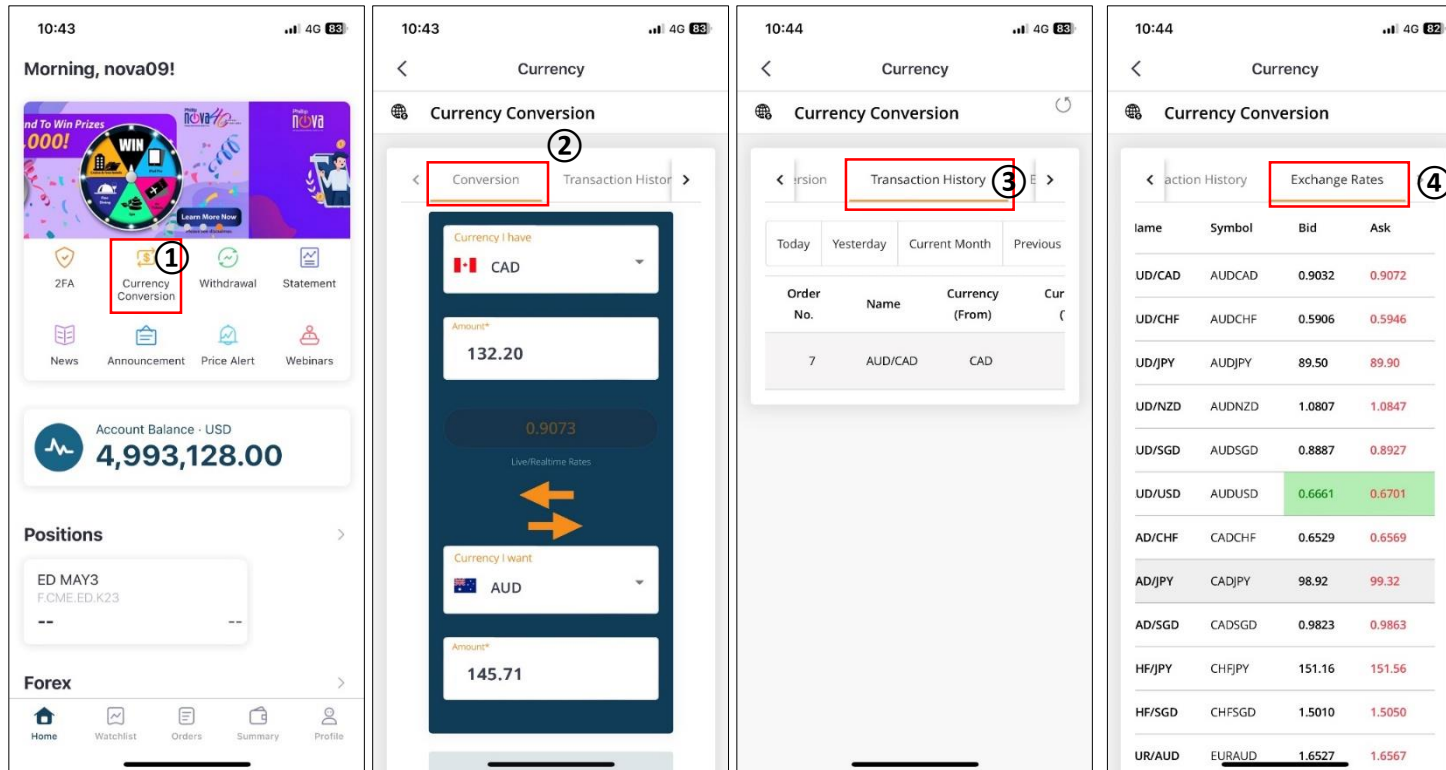 10:43
4G 83
Morning, nova09!
nd To Win Prizes
000!
WIN
Phillip
nova
Phillip
nova
Learn More Now
①
2FA
Currency
Conversion
Withdrawal
Statement
News
Announcement
Price Alert
Webinars
Account Balance · USD
4,993,128.00
Positions
ED MAY3
F.CME.ED.K23
-- --
Forex
Home
Watchlist
Orders
Summary
Profile
10:43
4G 83
Currency
Currency Conversion
②
Conversion
Transaction Histor
Currency I have
CAD
Amount*
132.20
0.9073
Live/Realtime Rates
Currency I want
AUD
Amount*
145.71
10:44
4G 83
Currency
Currency Conversion
ersion
Transaction History
③
E
Today Yesterday Current Month Previous
Order
No.
Name
Currency
(From)
Cur
(
7 AUD/CAD CAD
10:44
4G 82
Currency
Currency Conversion
action History
Exchange Rates
④
lame Symbol Bid Ask
UD/CAD AUDCAD 0.9032 0.9072
UD/CHF AUDCHF 0.5906 0.5946
UD/JPY AUDJPY 89.50 89.90
UD/NZD AUDNZD 1.0807 1.0847
UD/SGD AUDSGD 0.8887 0.8927
UD/USD AUDUSD 0.6661 0.6701
AD/CHF CADCHF 0.6529 0.6569
AD/JPY CADJPY 98.92 99.32
AD/SGD CADSGD 0.9823 0.9863
HF/JPY CHFJPY 151.16 151.56
HF/SGD CHFSGD 1.5010 1.5050
UR/AUD EURAUD 1.6527 1.6567